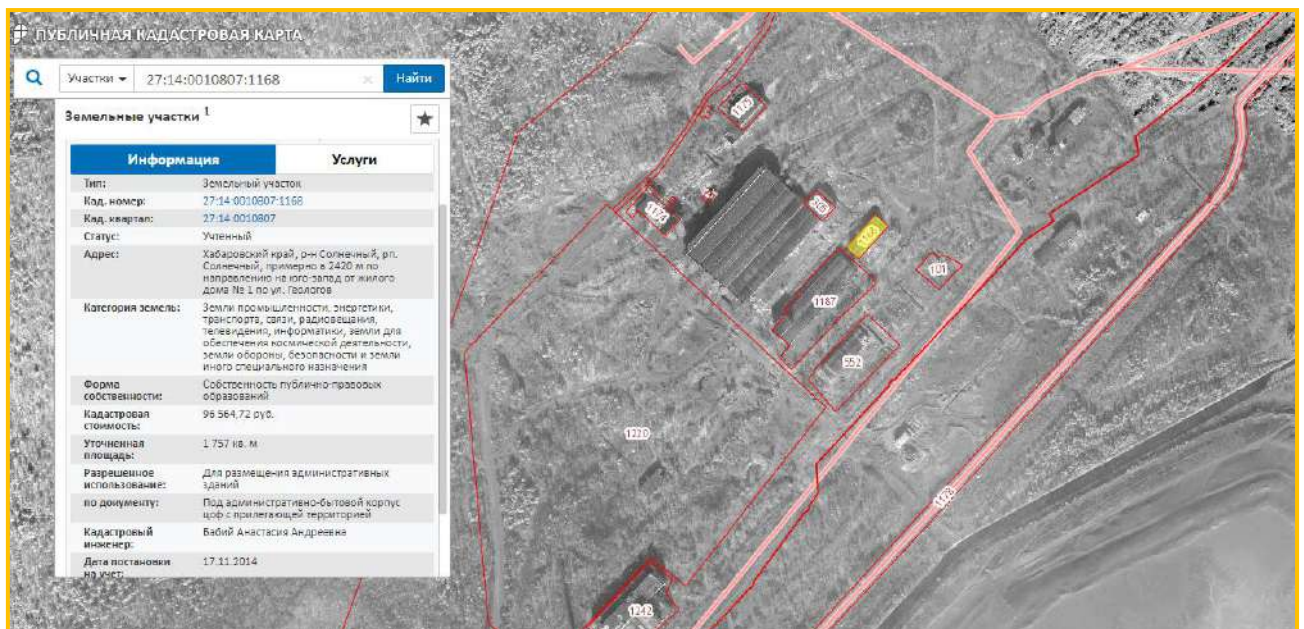 ПУБЛИЧНАЯ КАДАСТРОВАЯ КАРТА
Участки 27:14:0010807:1168 × Найти
Земельные участки 1
Информация Услуги
Тип: Земельный участок
Кад. номер: 27:14:0010807:1168
Кад. квартал: 27:14:0010807
Статус: Учтенный
Адрес: Хабаровский край, р-н Солнечный, рп.
Солнечный, примерно в 2420 м по
направлению на юго-запад от жилого
дома № 1 по ул. Геологов
Категория земель: Земли промышленности, энергетики,
транспорта, связи, радиовещания,
телевидения, информатики, земли для
обеспечения космической деятельности,
земли обороны, безопасности и земли
иного специального назначения
Форма Собственность публично-правовых
собственности: образований
Кадастровая 96 564,72 руб.
стоимость:
Уточненная 1 757 кв. м
площадь:
Разрешенное Для размещения административных
использование: зданий
по документу: Под административно-бытовой корпус
цоф с прилегающей территорией
Кадастровый Бабий Анастасия Андреевна
инженер:
Дата постановки 17.11.2014
на учет:
1175
1174
1168
1187
181
552
1220
1178
1242